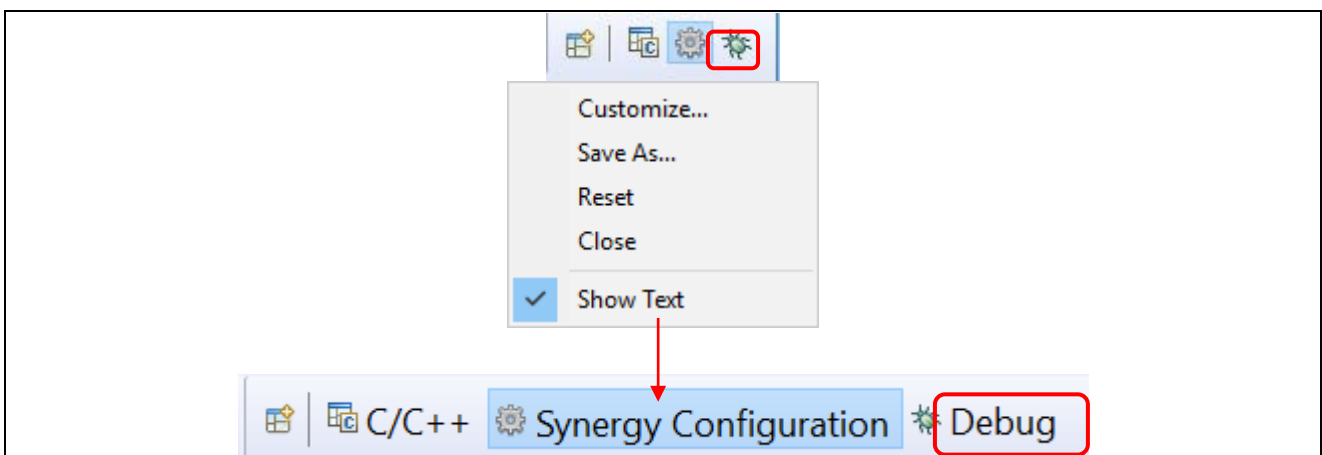 Customize...
Save As...
Reset
Close
Show Text
C/C++ Synergy Configuration Debug